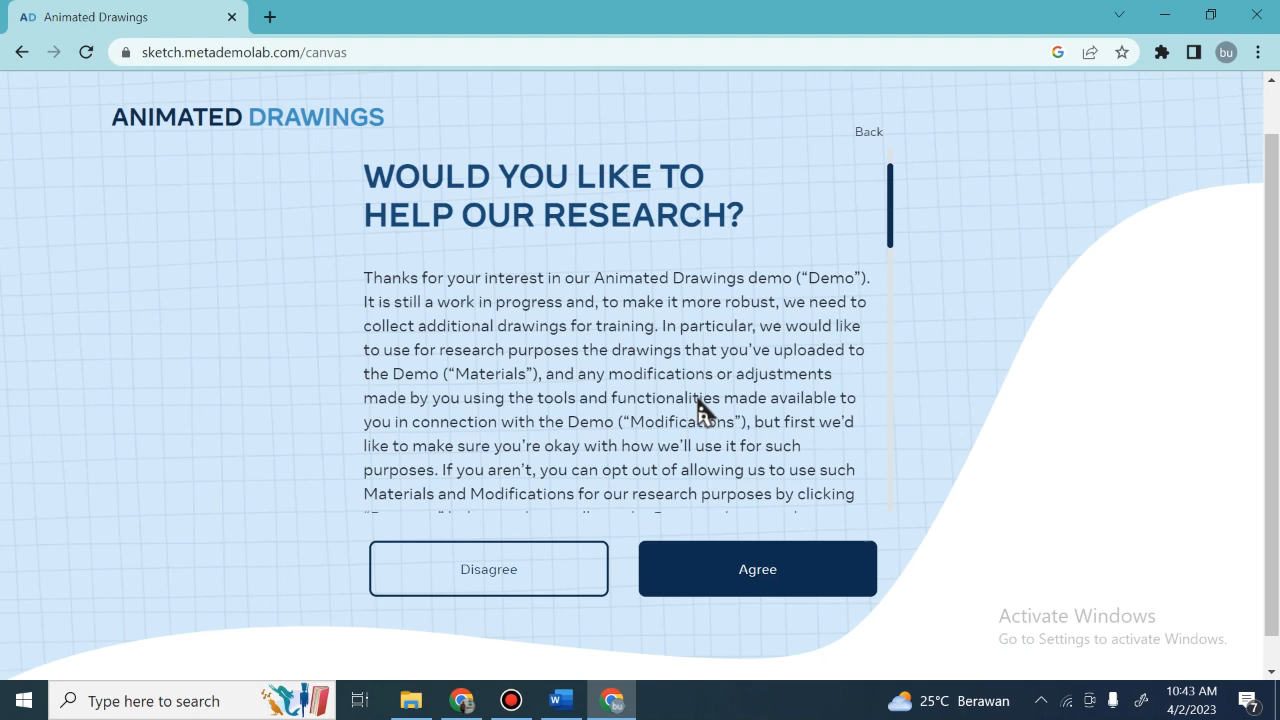 AD Animated Drawings
sketch.metademolab.com/canvas
bu
ANIMATED DRAWINGS
Back
WOULD YOU LIKE TO
HELP OUR RESEARCH?
Thanks for your interest in our Animated Drawings demo (“Demo”).
It is still a work in progress and, to make it more robust, we need to
collect additional drawings for training. In particular, we would like
to use for research purposes the drawings that you’ve uploaded to
the Demo (“Materials”), and any modifications or adjustments
made by you using the tools and functionalities made available to
you in connection with the Demo (“Modifications”), but first we’d
like to make sure you’re okay with how we’ll use it for such
purposes. If you aren’t, you can opt out of allowing us to use such
Materials and Modifications for our research purposes by clicking
Disagree
Agree
Activate Windows
Go to Settings to activate Windows.
Type here to search
25°C Berawan
10:43 AM
4/2/2023
7